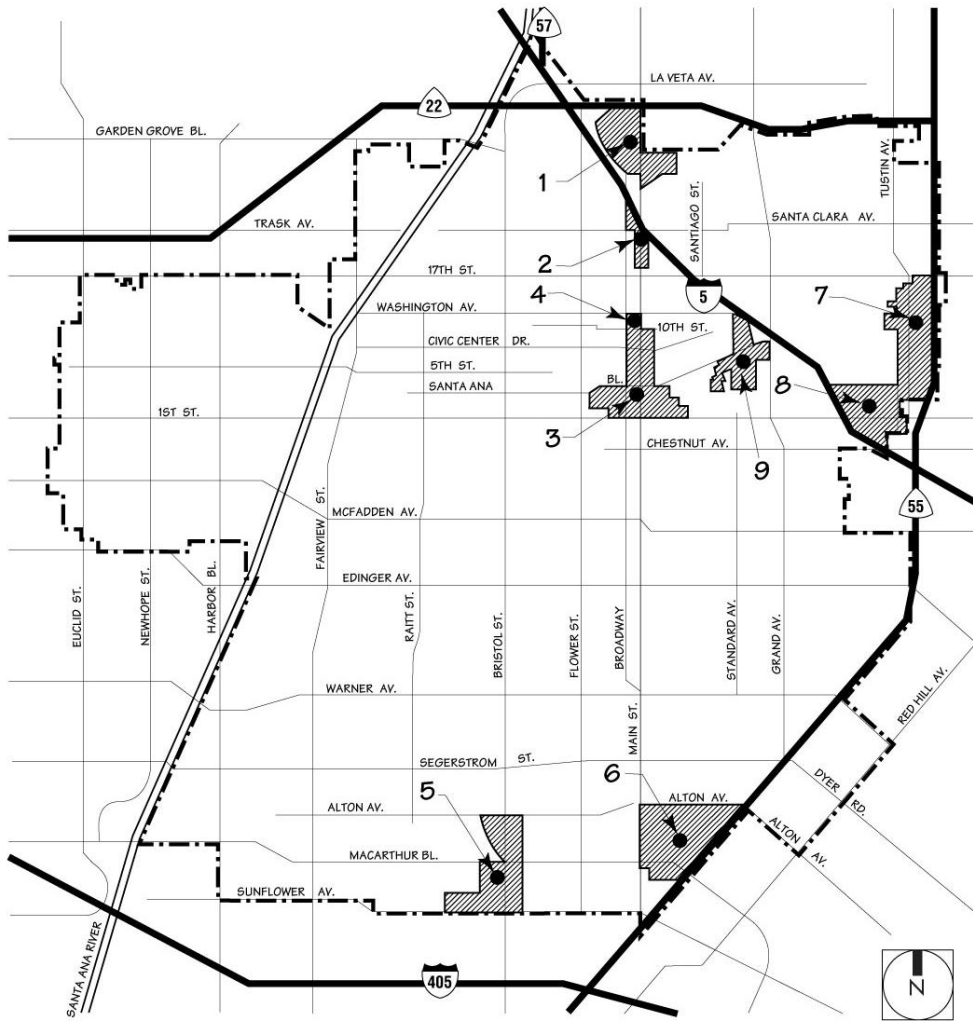 57
LA VETA AV.
22
GARDEN GROVE BL.
1
TUSTIN AV.
SANTIAGO ST.
TRASK AV.
SANTA CLARA AV.
2
17TH ST.
5
4
7
WASHINGTON AV.
10TH ST.
CIVIC CENTER DR.
5TH ST.
BL.
SANTA ANA
8
1ST ST.
3
CHESTNUT AV.
9
55
FAIRVIEW ST.
MCFADDEN AV.
EDINGER AV.
EUCLID ST.
NEWHOPE ST.
HARBOR BL.
RAITT ST.
BRISTOL ST.
FLOWER ST.
BROADWAY
STANDARD AV.
GRAND AV.
WARNER AV.
RED HILL AV.
MAIN ST.
SEGERSTROM ST.
6
DYER RD.
5
ALTON AV.
ALTON AV.
ALTON AV.
MACARTHUR BL.
SUNFLOWER AV.
SANTA ANA RIVER
405
N